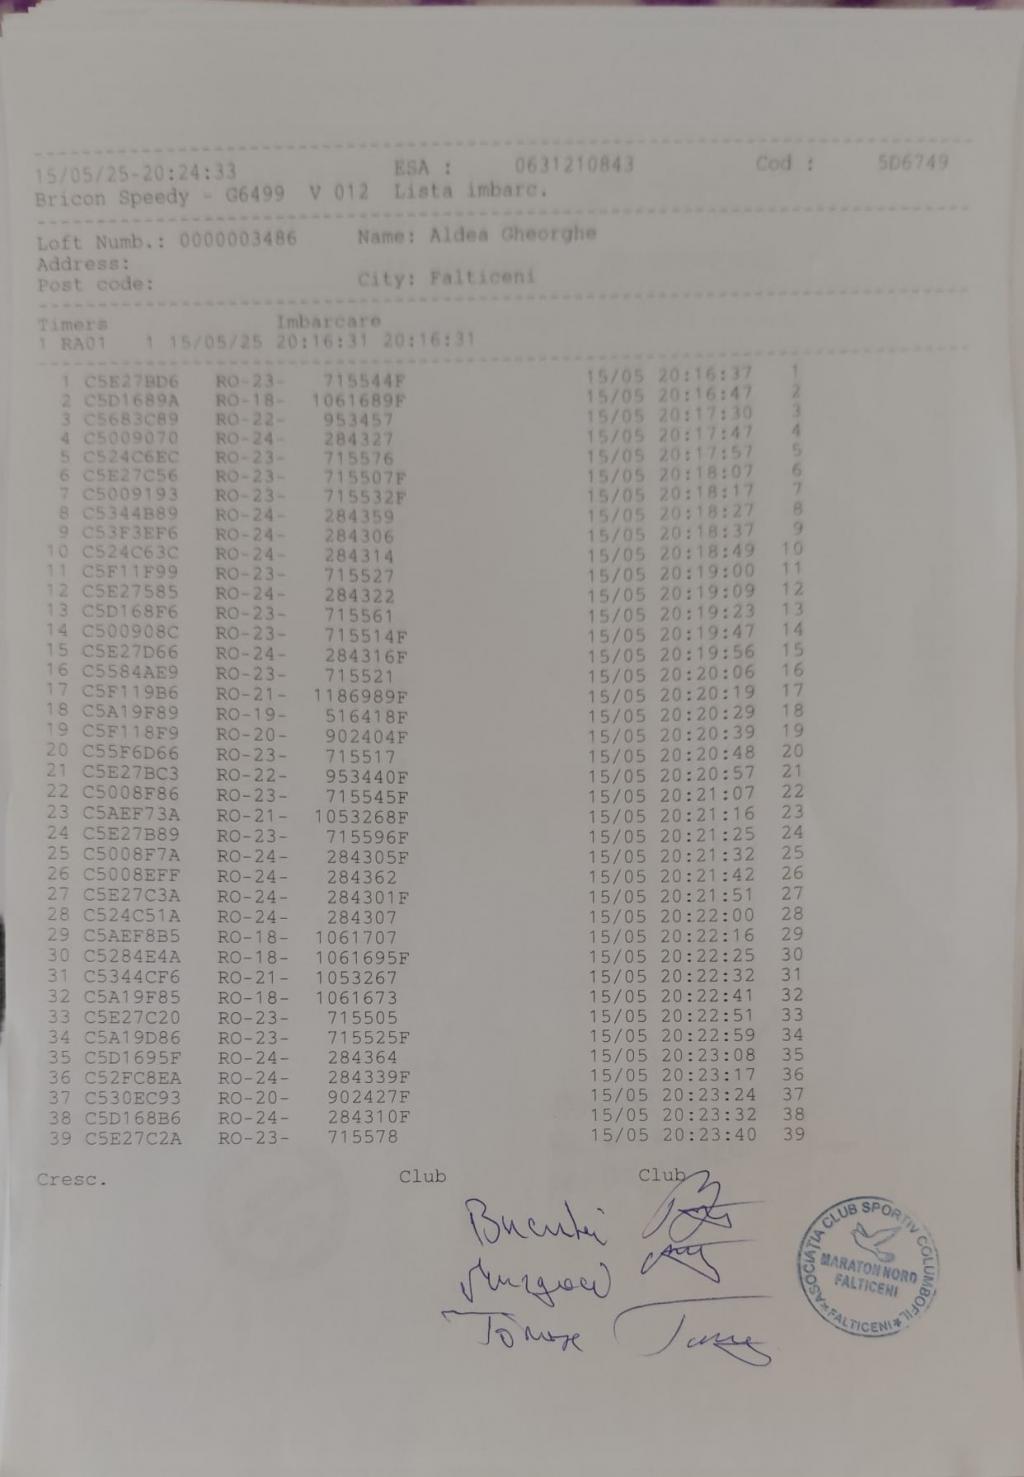 15/05/25-20:24:33 ESA : 0631210843 Cod : 5D6749
Bricon Speedy - G6499 V 012 Lista imbarc.
Loft Numb.: 0000003486 Name: Aldea Gheorghe
Address:
Post code: City: Falticeni
Timers Imbarcare
1 RA01 1 15/05/25 20:16:31 20:16:31
1 C5E27BD6 RO-23- 715544F 15/05 20:16:37 1
2 C5D1689A RO-18- 1061689F 15/05 20:16:47 2
3 C5683C89 RO-22- 953457 15/05 20:17:30 3
4 C5009070 RO-24- 284327 15/05 20:17:47 4
5 C524C6EC RO-23- 715576 15/05 20:17:57 5
6 C5E27C56 RO-23- 715507F 15/05 20:18:07 6
7 C5009193 RO-23- 715532F 15/05 20:18:17 7
8 C5344B89 RO-24- 284359 15/05 20:18:27 8
9 C53F3EF6 RO-24- 284306 15/05 20:18:37 9
10 C524C63C RO-24- 284314 15/05 20:18:49 10
11 C5F11F99 RO-23- 715527 15/05 20:19:00 11
12 C5E27585 RO-24- 284322 15/05 20:19:09 12
13 C5D168F6 RO-23- 715561 15/05 20:19:23 13
14 C500908C RO-23- 715514F 15/05 20:19:47 14
15 C5E27D66 RO-24- 284316F 15/05 20:19:56 15
16 C5584AE9 RO-23- 715521 15/05 20:20:06 16
17 C5F119B6 RO-21- 1186989F 15/05 20:20:19 17
18 C5A19F89 RO-19- 516418F 15/05 20:20:29 18
19 C5F118F9 RO-20- 902404F 15/05 20:20:39 19
20 C55F6D66 RO-23- 715517 15/05 20:20:48 20
21 C5E27BC3 RO-22- 953440F 15/05 20:20:57 21
22 C5008F86 RO-23- 715545F 15/05 20:21:07 22
23 C5AEF73A RO-21- 1053268F 15/05 20:21:16 23
24 C5E27B89 RO-23- 715596F 15/05 20:21:25 24
25 C5008F7A RO-24- 284305F 15/05 20:21:32 25
26 C5008EFF RO-24- 284362 15/05 20:21:42 26
27 C5E27C3A RO-24- 284301F 15/05 20:21:51 27
28 C524C51A RO-24- 284307 15/05 20:22:00 28
29 C5AEF8B5 RO-18- 1061707 15/05 20:22:16 29
30 C5284E4A RO-18- 1061695F 15/05 20:22:25 30
31 C5344CF6 RO-21- 1053267 15/05 20:22:32 31
32 C5A19F85 RO-18- 1061673 15/05 20:22:41 32
33 C5E27C20 RO-23- 715505 15/05 20:22:51 33
34 C5A19D86 RO-23- 715525F 15/05 20:22:59 34
35 C5D1695F RO-24- 284364 15/05 20:23:08 35
36 C52FC8EA RO-24- 284339F 15/05 20:23:17 36
37 C530EC93 RO-20- 902427F 15/05 20:23:24 37
38 C5D168B6 RO-24- 284310F 15/05 20:23:32 38
39 C5E27C2A RO-23- 715578 15/05 20:23:40 39
Cresc. Club Club
ASOCIAȚIA CLUB SPORTIV COLUMBOFIL
MARATON NORD
FALTICENI
*FALTICENI*